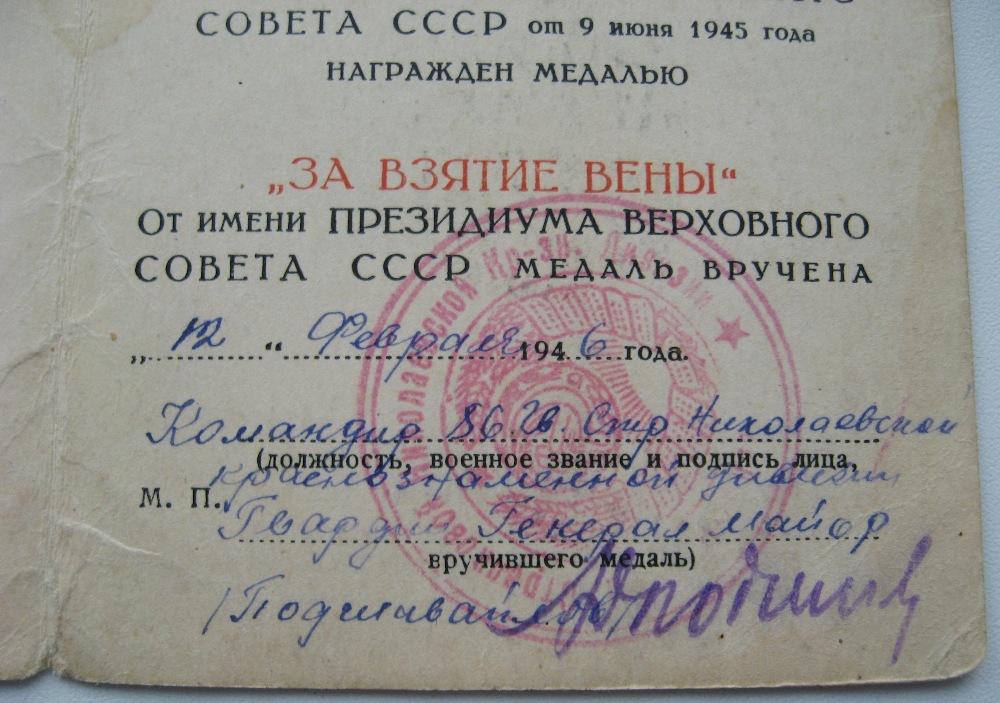 СОВЕТА СССР от 9 июня 1945 года
НАГРАЖДЕН МЕДАЛЬЮ
„ЗА ВЗЯТИЕ ВЕНЫ“
От имени ПРЕЗИДИУМА ВЕРХОВНОГО
СОВЕТА СССР МЕДАЛЬ ВРУЧЕНА
„12“ Февраля 1946 года.
Командир 86 Гв. Стр Николаевской
(должность, военное звание и подпись лица,
Краснознаменной дивизии
М. П.
Гвардии Генерал Майор
вручившего медаль)